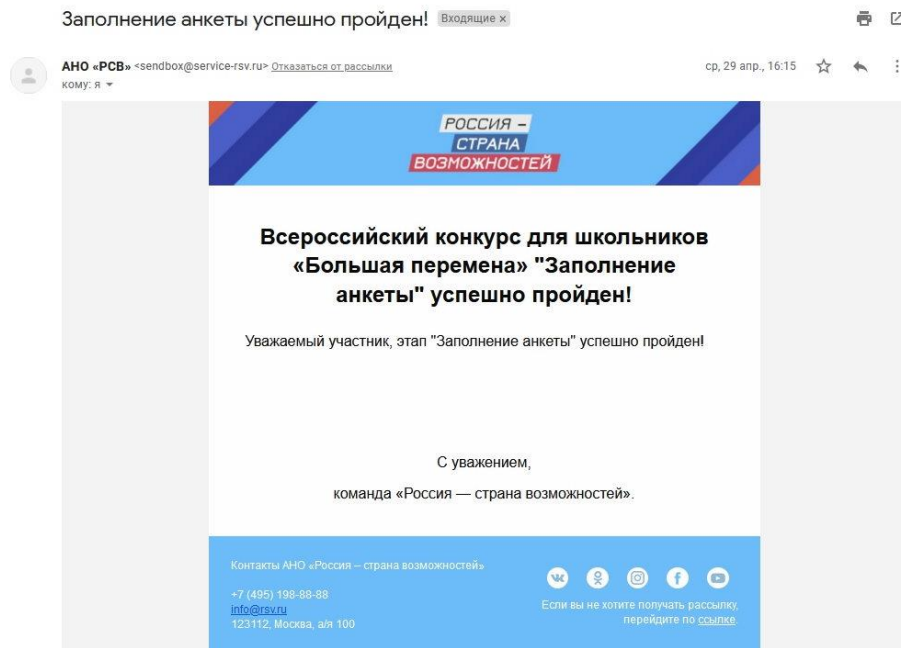 Заполнение анкеты успешно пройден! Входящие ×
АНО «РСВ» <sendbox@service-rsv.ru> Отказаться от рассылки
ср, 29 апр., 16:15
кому: я
РОССИЯ –
СТРАНА
ВОЗМОЖНОСТЕЙ
Всероссийский конкурс для школьников
«Большая перемена» "Заполнение
анкеты" успешно пройден!
Уважаемый участник, этап "Заполнение анкеты" успешно пройден!
С уважением,
команда «Россия — страна возможностей».
Контакты АНО «Россия – страна возможностей»
+7 (495) 198-88-88
info@rsv.ru
123112, Москва, а/я 100
Если вы не хотите получать рассылку,
перейдите по ссылке.